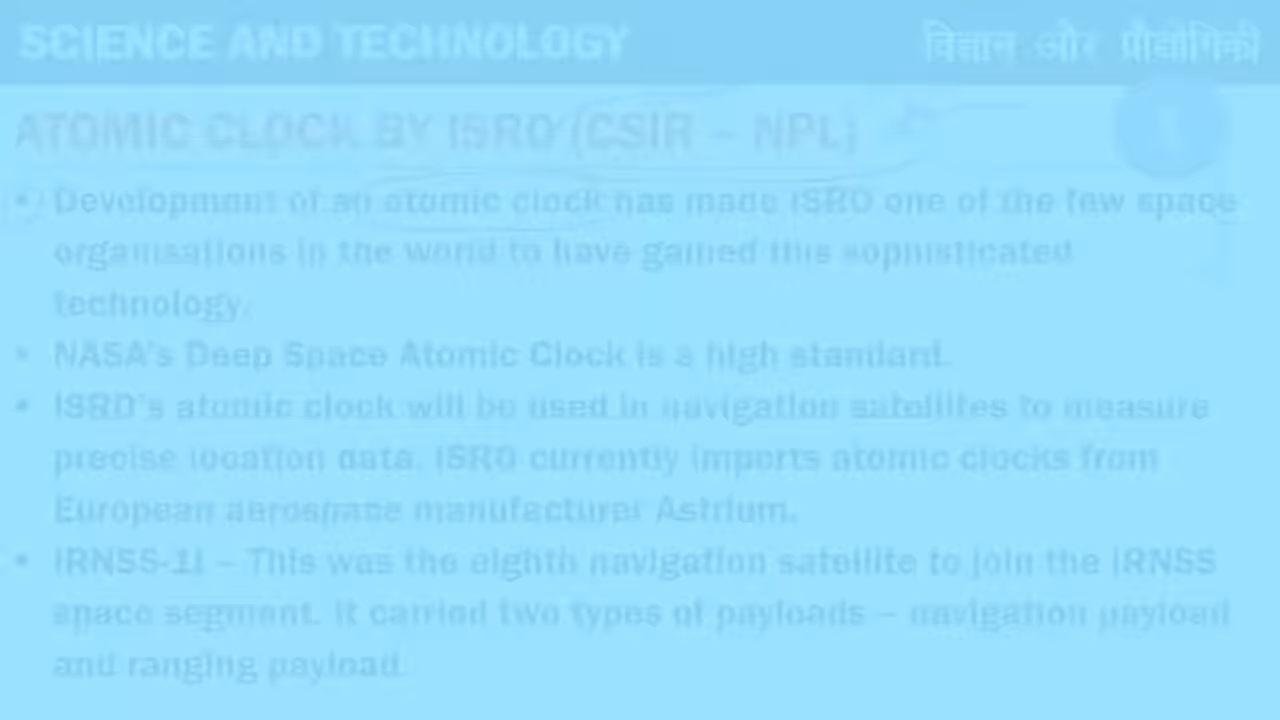 SCIENCE AND TECHNOLOGY
विज्ञान और प्रौद्योगिकी
ATOMIC CLOCK BY ISRO (CSIR – NPL)
• Development of an atomic clock has made ISRO one of the few space
organisations in the world to have gained this sophisticated
technology.
• NASA's Deep Space Atomic Clock is a high standard.
• ISRO's atomic clock will be used in navigation satellites to measure
precise location data. ISRO currently imports atomic clocks from
European aerospace manufacturer Astrium.
• IRNSS-1I – This was the eighth navigation satellite to join the IRNSS
space segment. It carried two types of payloads – navigation payload
and ranging payload